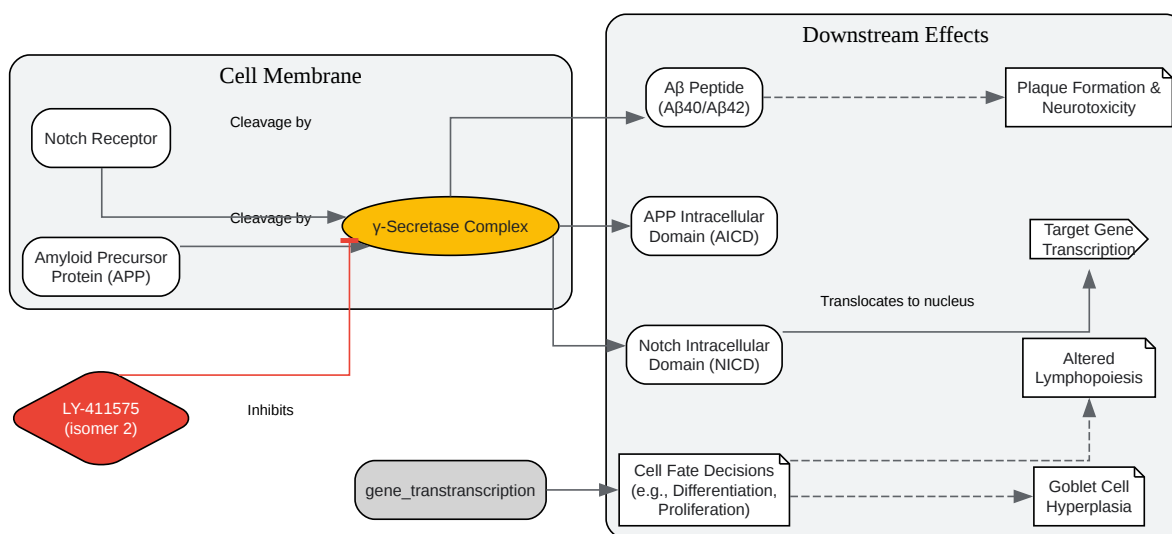 Downstream Effects
Cell Membrane
Aβ Peptide
(Aβ40/Aβ42)
Plaque Formation &
Neurotoxicity
Cleavage by
Notch Receptor
Cleavage by
γ-Secretase Complex
APP Intracellular
Domain (AICD)
Target Gene
Transcription
Amyloid Precursor
Protein (APP)
Translocates to nucleus
Notch Intracellular
Domain (NICD)
Altered
Lymphopoiesis
LY-411575
(isomer 2)
Inhibits
gene_transtranscription
Cell Fate Decisions
(e.g., Differentiation,
Proliferation)
Goblet Cell
Hyperplasia